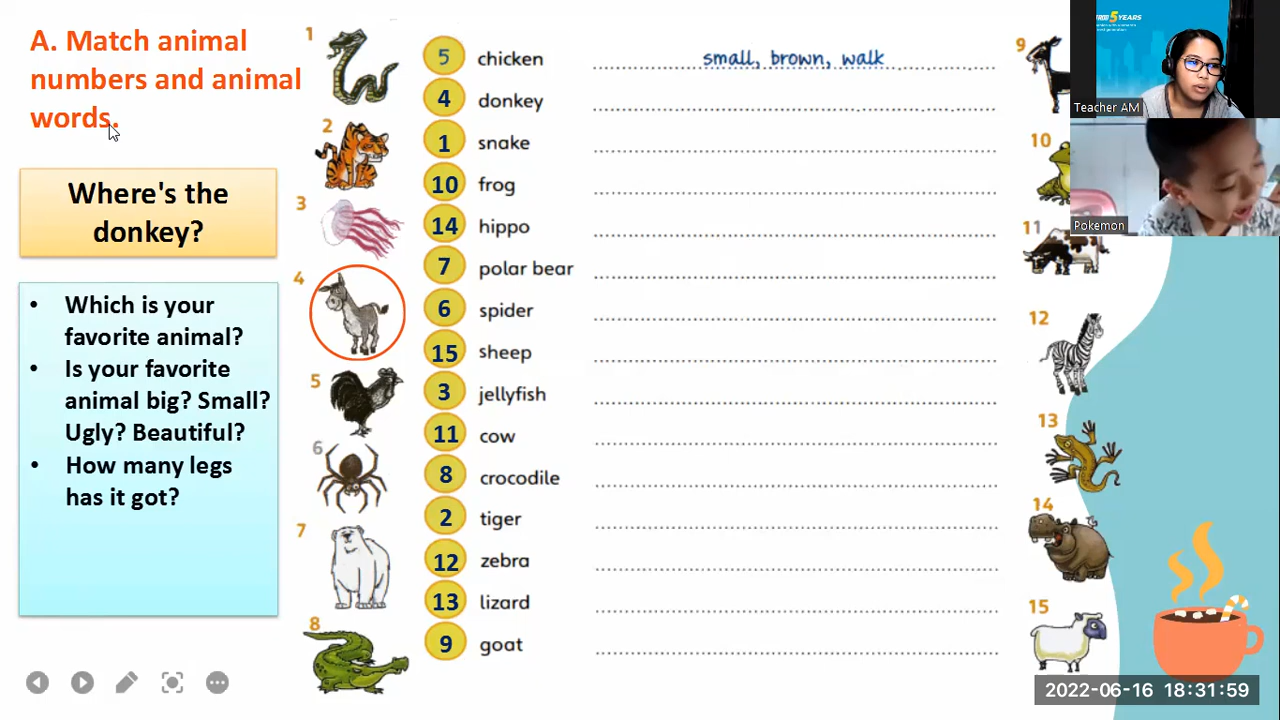 A. Match animal
numbers and animal
words.
Where's the
donkey?
• Which is your
favorite animal?
• Is your favorite
animal big? Small?
Ugly? Beautiful?
• How many legs
has it got?
1
2
3
4
5
6
7
8
5 chicken small, brown, walk
4 donkey
1 snake
10 frog
14 hippo
7 polar bear
6 spider
15 sheep
3 jellyfish
11 cow
8 crocodile
2 tiger
12 zebra
13 lizard
9 goat
9
10
11
12
13
14
15
5 YEARS
Teacher AM
Pokemon
2022-06-16 18:31:59